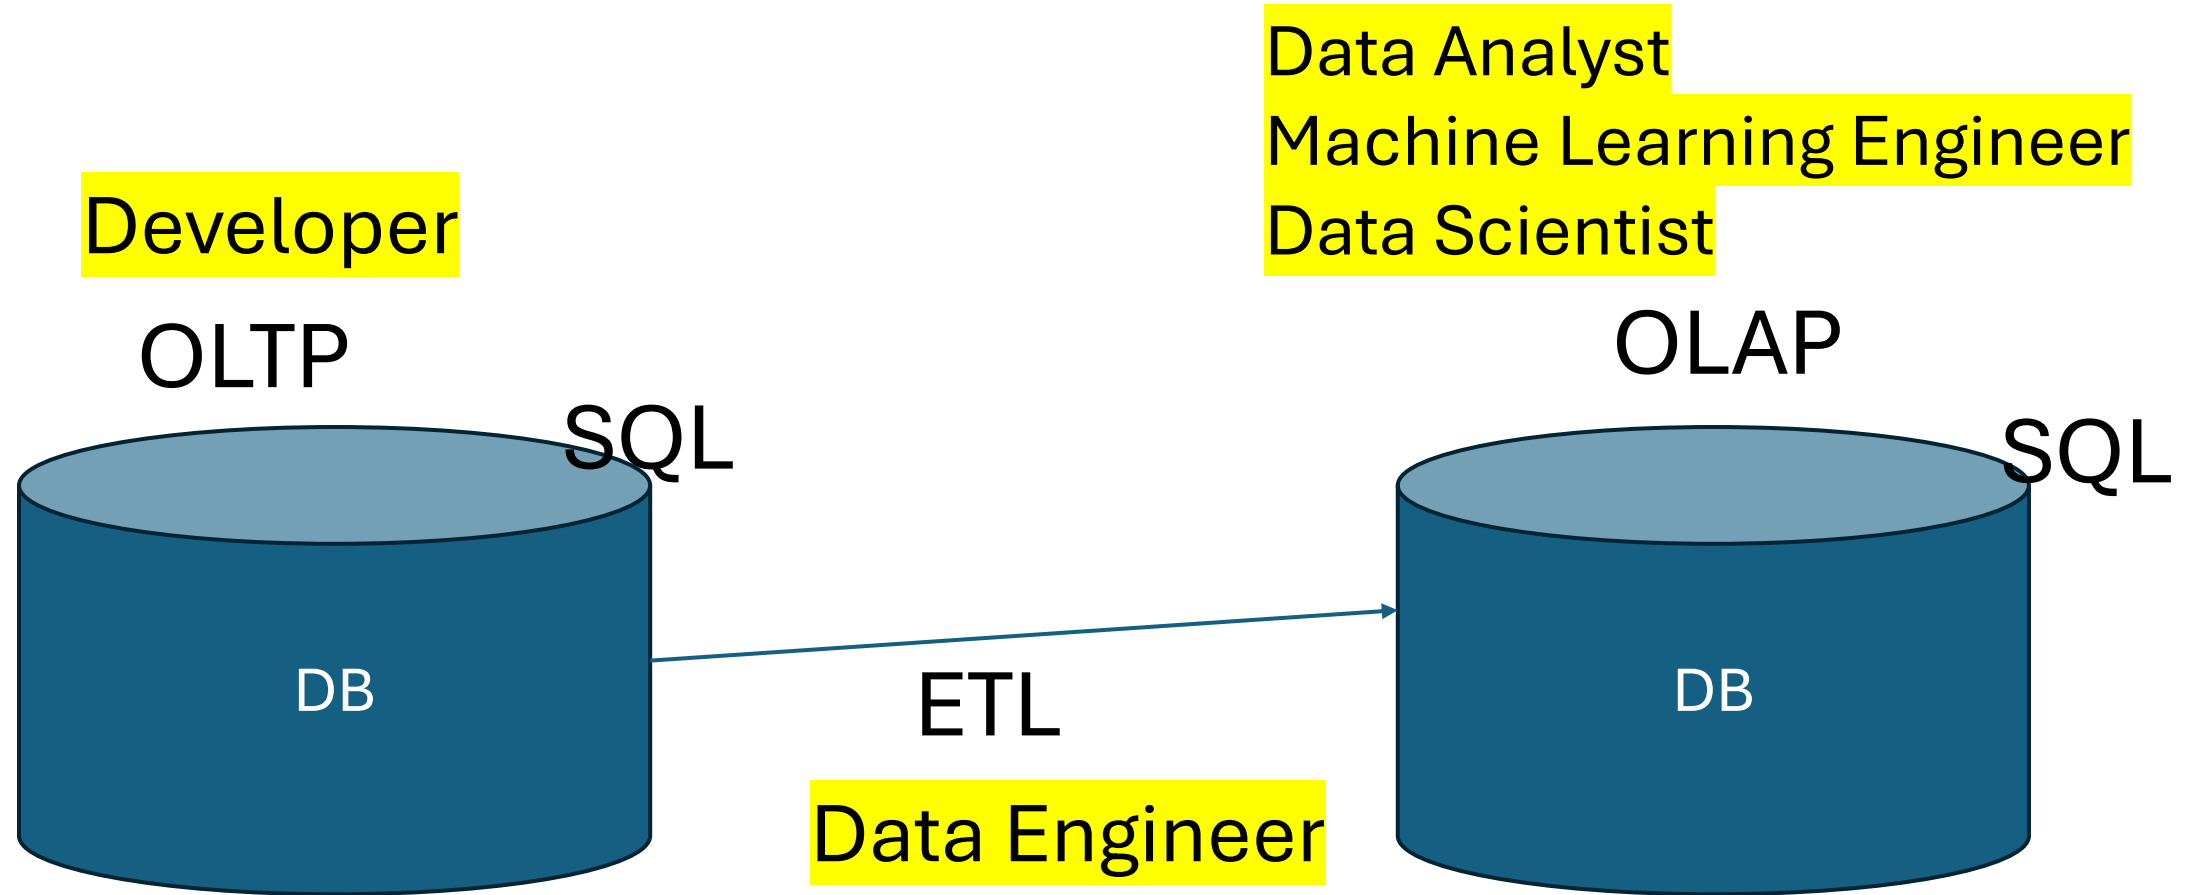 Data Analyst
Machine Learning Engineer
Data Scientist
Developer
OLTP
OLAP
SQL
SQL
DB
DB
ETL
Data Engineer